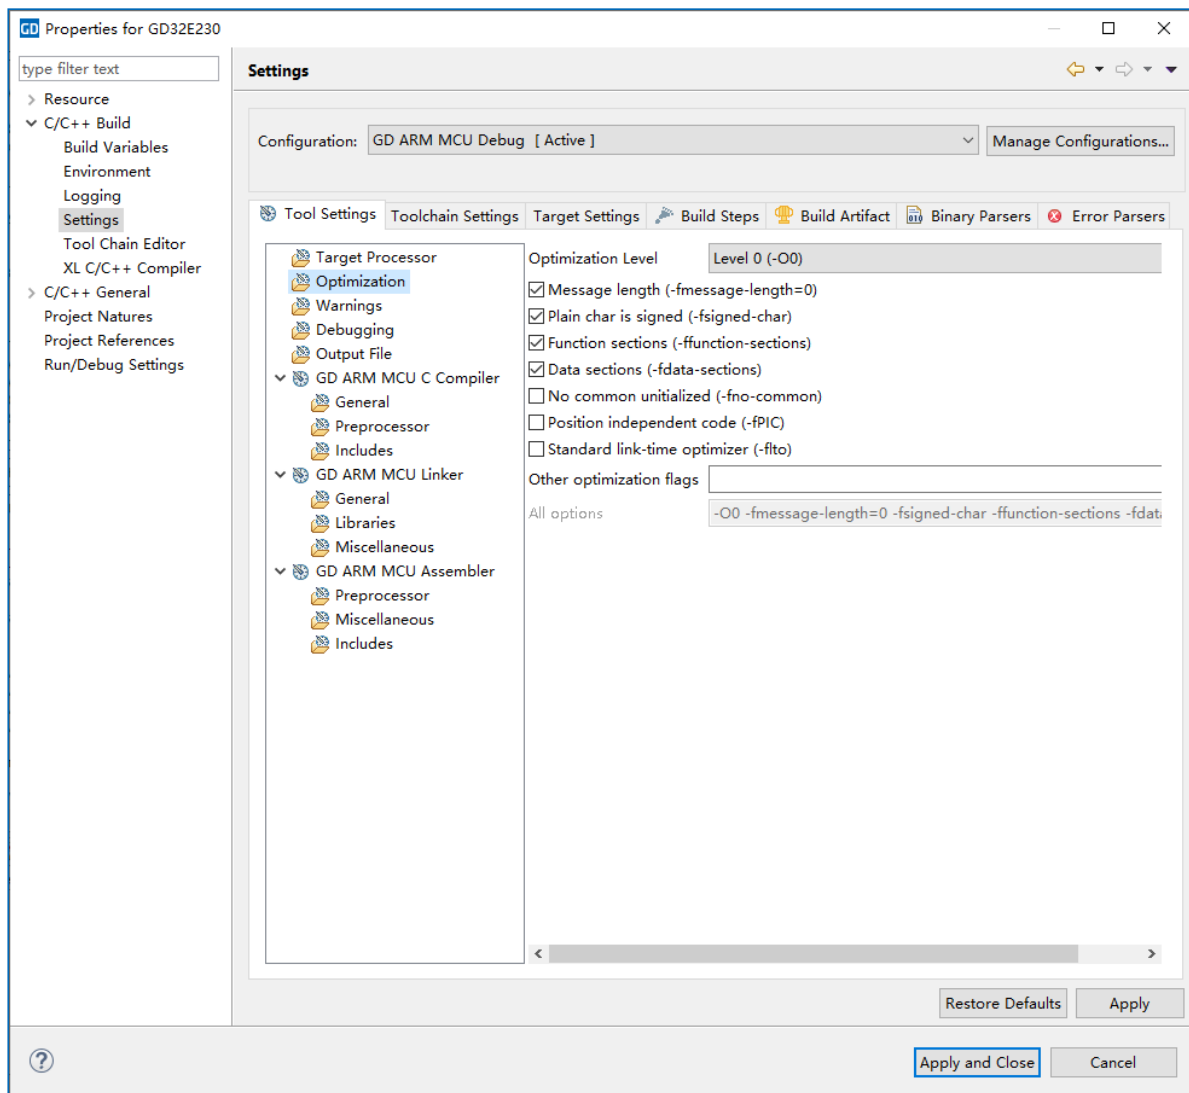 GD Properties for GD32E230
type filter text
Resource
C/C++ Build
Build Variables
Environment
Logging
Settings
Tool Chain Editor
XL C/C++ Compiler
C/C++ General
Project Natures
Project References
Run/Debug Settings
Settings
Configuration: GD ARM MCU Debug [ Active ] Manage Configurations...
Tool Settings Toolchain Settings Target Settings Build Steps Build Artifact 010 Binary Parsers Error Parsers
Target Processor
Optimization
Warnings
Debugging
Output File
GD ARM MCU C Compiler
General
Preprocessor
Includes
GD ARM MCU Linker
General
Libraries
Miscellaneous
GD ARM MCU Assembler
Preprocessor
Miscellaneous
Includes
Optimization Level Level 0 (-O0)
Message length (-fmessage-length=0)
Plain char is signed (-fsigned-char)
Function sections (-ffunction-sections)
Data sections (-fdata-sections)
No common unitialized (-fno-common)
Position independent code (-fPIC)
Standard link-time optimizer (-flto)
Other optimization flags
All options -O0 -fmessage-length=0 -fsigned-char -ffunction-sections -fdat
Restore Defaults Apply
? Apply and Close Cancel